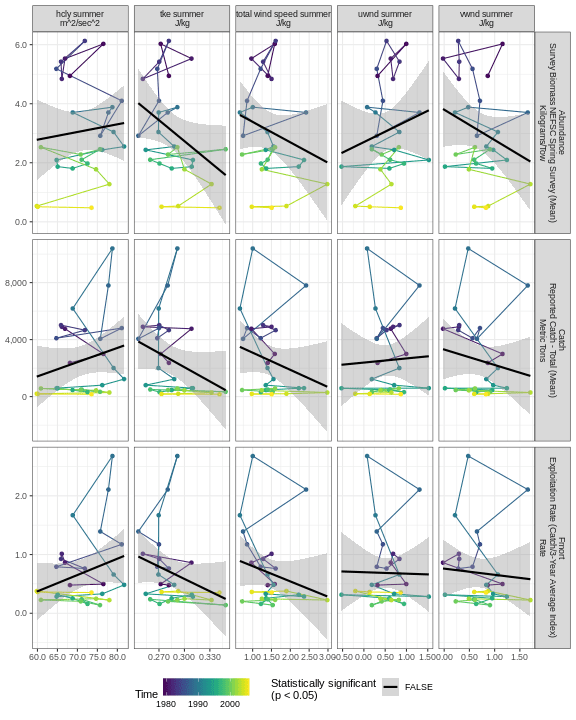 hcly summer
m^2/sec^2
tke summer
J/kg
total wind speed summer
J/kg
uwnd summer
J/kg
vwnd summer
J/kg
6.0
4.0
2.0
0.0
Abundance
Survey Biomass NEFSC Spring Survey (Mean)
Kilograms/tow
8,000
4,000
0
Catch
Reported Catch - Total (Mean)
Metric Tons
2.0
1.0
0.0
Fmort
Exploitation Rate (Catch/3-Year Average Index)
Rate
60.0 65.0 70.0 75.0 80.0
0.270 0.300 0.330
1.00 1.50 2.00 2.50 3.00
0.50 0.00 0.50 1.00 1.50
0.00 0.50 1.00 1.50
Time
1980 1990 2000
Statistically significant
(p < 0.05)
FALSE